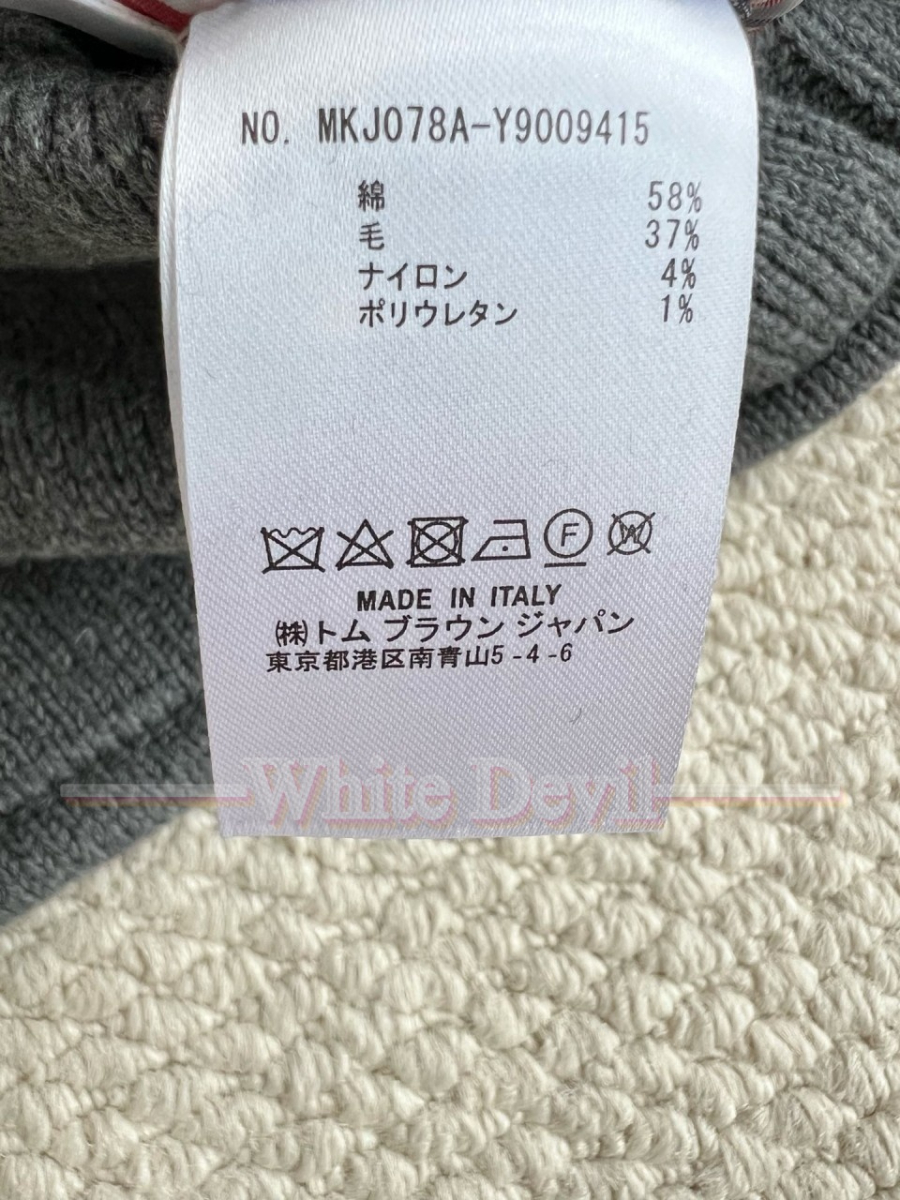 NO. MKJ078A-Y9009415
綿 58%
毛 37%
ナイロン 4%
ポリウレタン 1%
F W
MADE IN ITALY
㈱トム ブラウン ジャパン
東京都港区南青山5-4-6
White Devil